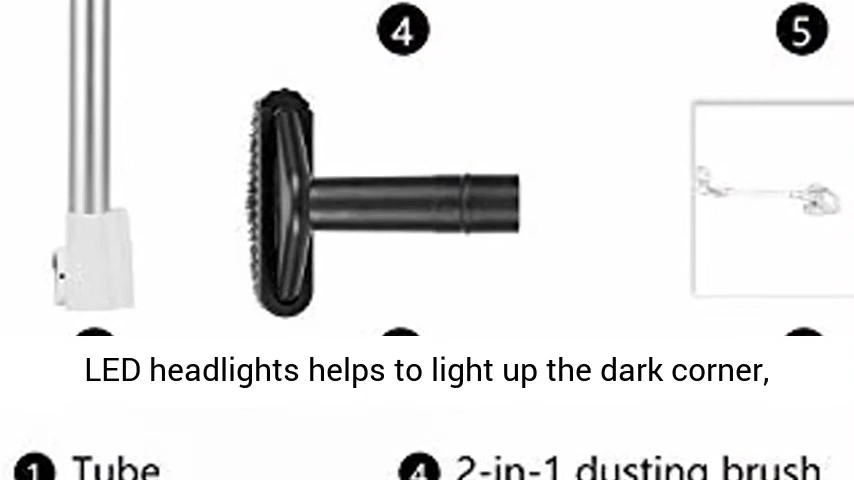 4
5
LED headlights helps to light up the dark corner,
1 Tube
4 2-in-1 dusting brush